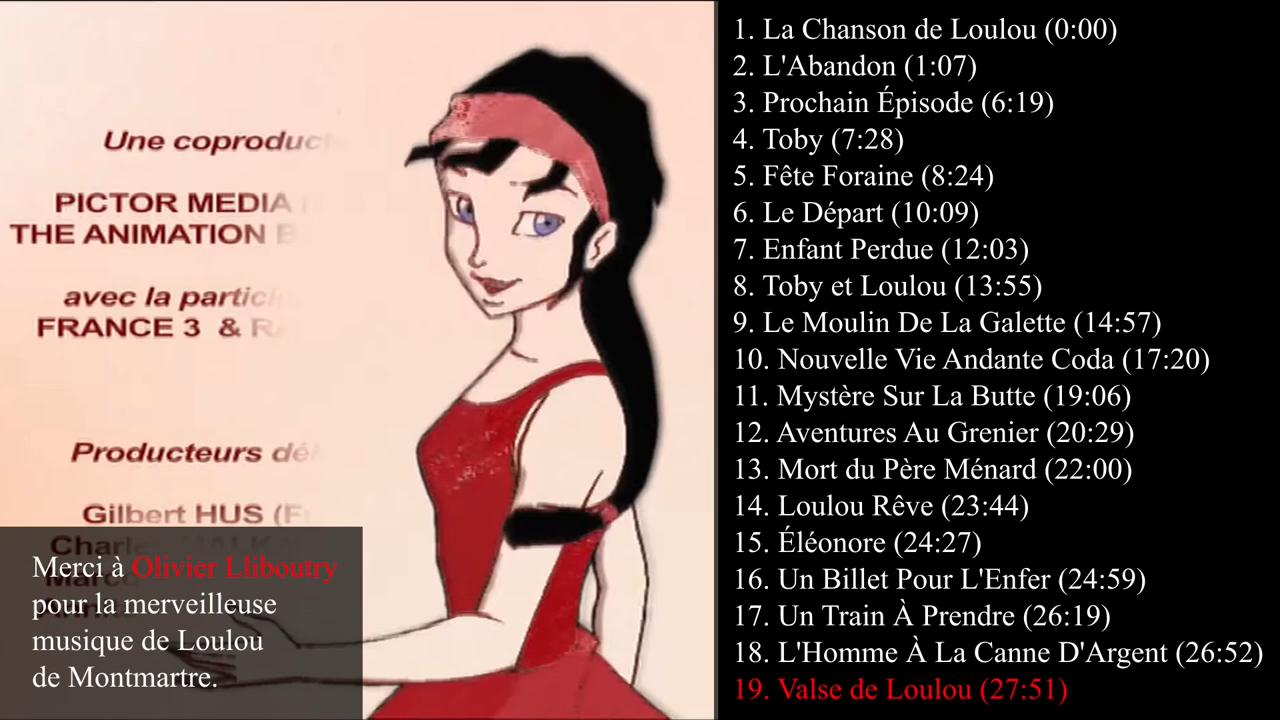 Une coproduc
PICTOR MEDIA
THE ANIMATION B
avec la partici
FRANCE 3 & RA
Producteurs dé
Gilbert HUS (F
Merci à Olivier Lliboutry
pour la merveilleuse
musique de Loulou
de Montmartre.
1. La Chanson de Loulou (0:00)
2. L'Abandon (1:07)
3. Prochain Épisode (6:19)
4. Toby (7:28)
5. Fête Foraine (8:24)
6. Le Départ (10:09)
7. Enfant Perdue (12:03)
8. Toby et Loulou (13:55)
9. Le Moulin De La Galette (14:57)
10. Nouvelle Vie Andante Coda (17:20)
11. Mystère Sur La Butte (19:06)
12. Aventures Au Grenier (20:29)
13. Mort du Père Ménard (22:00)
14. Loulou Rêve (23:44)
15. Éléonore (24:27)
16. Un Billet Pour L'Enfer (24:59)
17. Un Train À Prendre (26:19)
18. L'Homme À La Canne D'Argent (26:52)
19. Valse de Loulou (27:51)